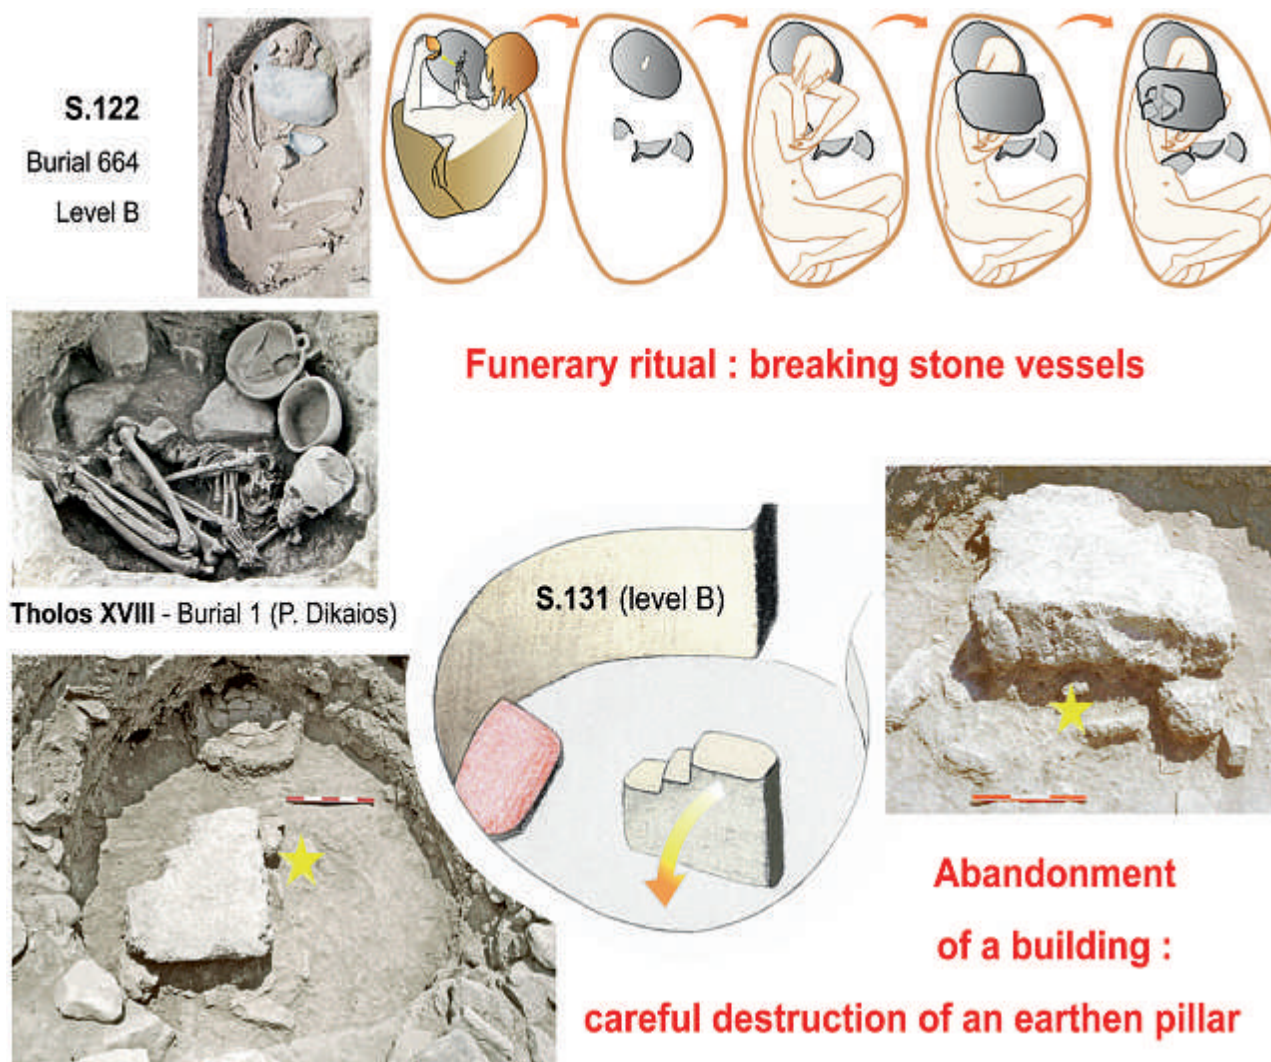 S.122
Burial 664
Level B
Funerary ritual : breaking stone vessels
Tholos XVIII - Burial 1 (P. Dikaios)
S.131 (level B)
Abandonment
of a building :
careful destruction of an earthen pillar